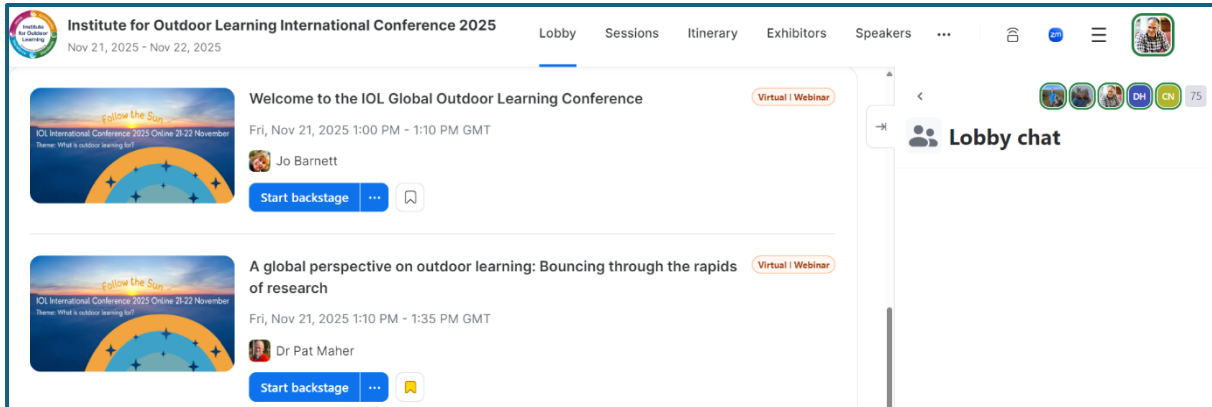 Institute for Outdoor Learning
Institute for Outdoor Learning International Conference 2025
Nov 21, 2025 - Nov 22, 2025
Lobby Sessions Itinerary Exhibitors Speakers ••• zm
Follow the Sun...
IOL International Conference 2025 Online 21-22 November
Theme: What is outdoor learning for?
Welcome to the IOL Global Outdoor Learning Conference
Virtual | Webinar
Fri, Nov 21, 2025 1:00 PM - 1:10 PM GMT
Jo Barnett
Start backstage •••
Follow the Sun...
IOL International Conference 2025 Online 21-22 November
Theme: What is outdoor learning for?
A global perspective on outdoor learning: Bouncing through the rapids
of research
Virtual | Webinar
Fri, Nov 21, 2025 1:10 PM - 1:35 PM GMT
Dr Pat Maher
Start backstage •••
DH CN 75
Lobby chat